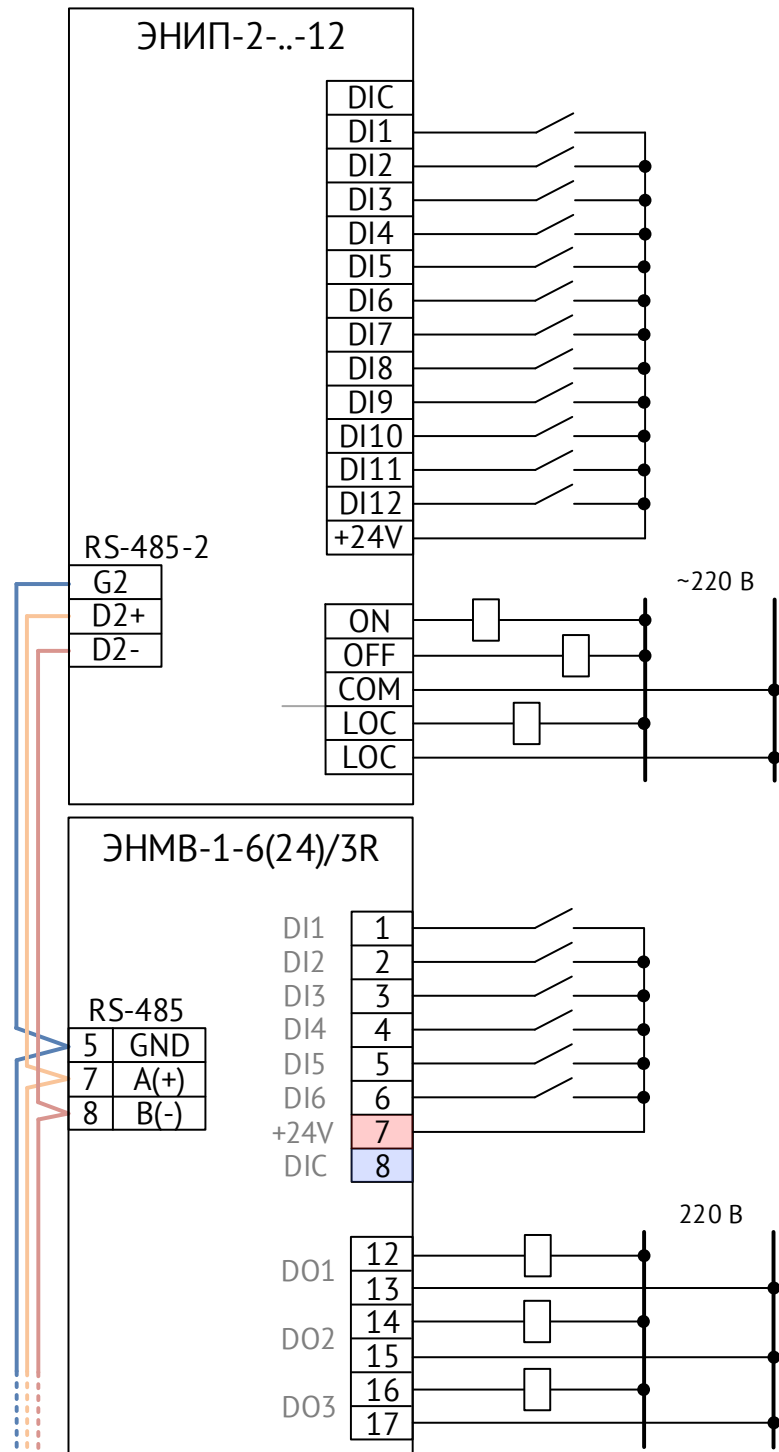 ЭНИП-2-..-12
DIC
DI1
DI2
DI3
DI4
DI5
DI6
DI7
DI8
DI9
DI10
DI11
DI12
+24V
RS-485-2
G2
D2+
D2-
~220 В
ON
OFF
COM
LOC
LOC
ЭНМВ-1-6(24)/3R
RS-485
5 GND
7 A(+)
8 B(-)
DI1 1
DI2 2
DI3 3
DI4 4
DI5 5
DI6 6
+24V 7
DIC 8
220 В
DO1 12
13
DO2 14
15
DO3 16
17